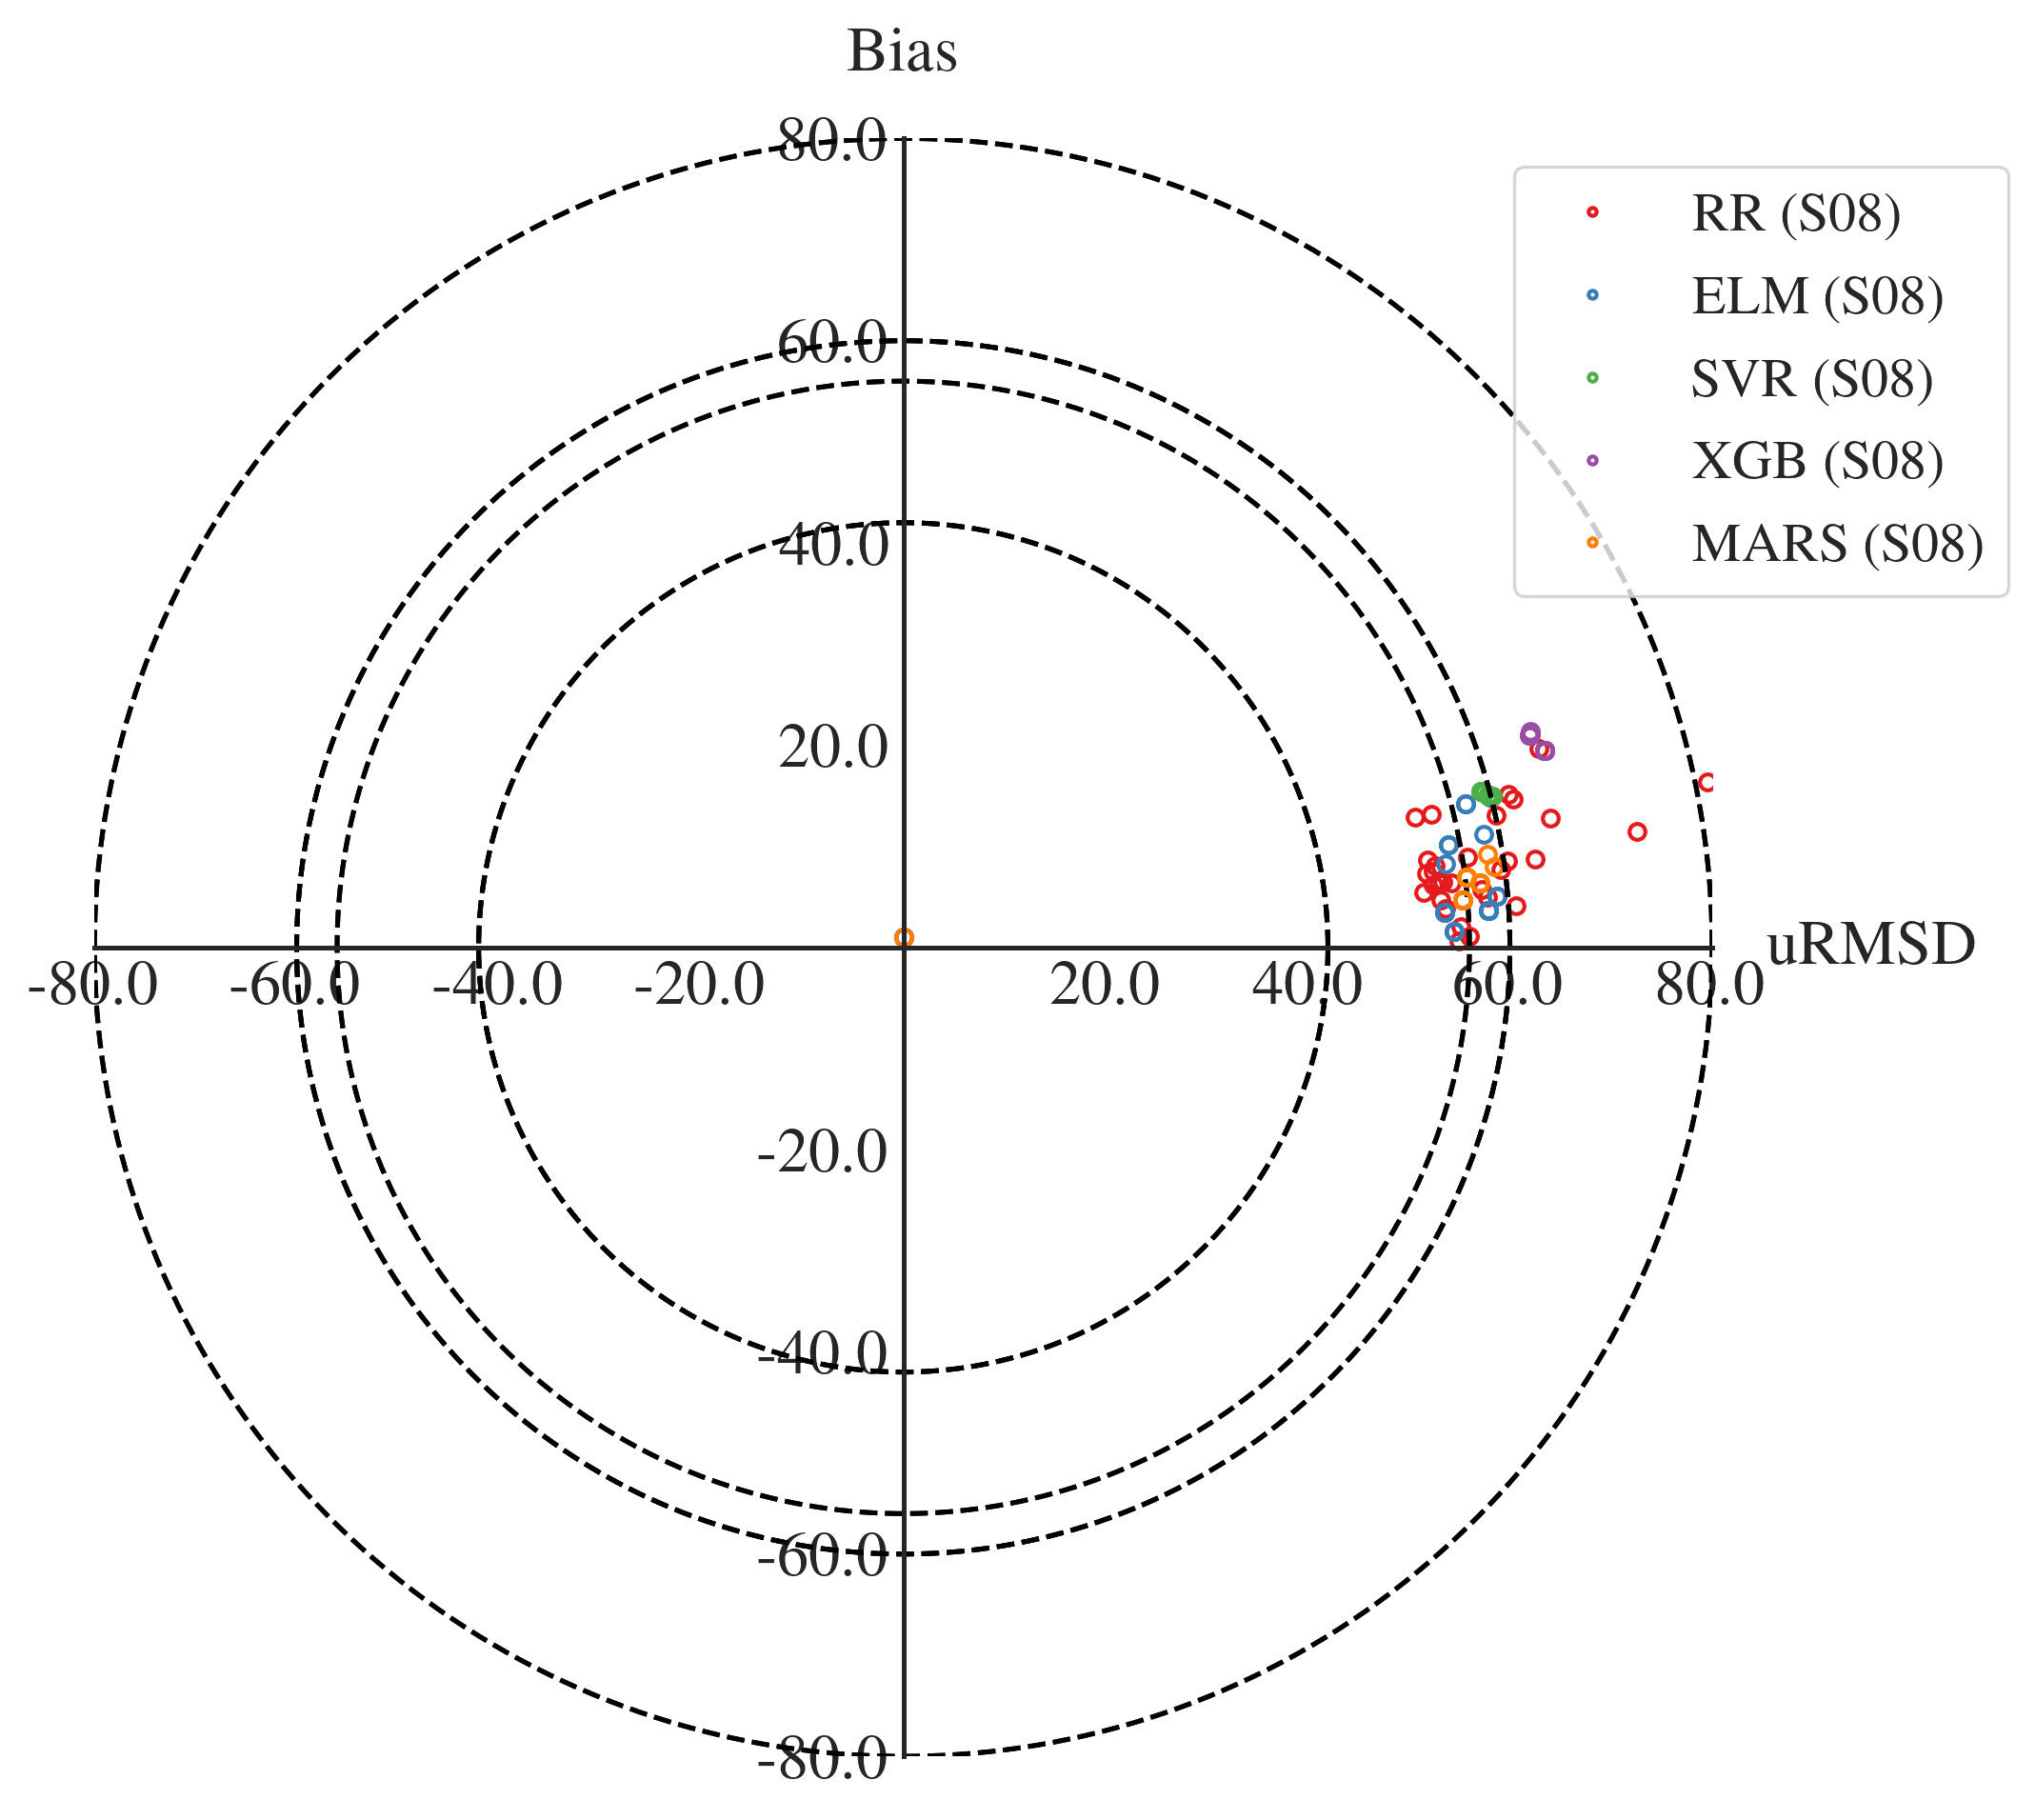 Bias
80.0
60.0
40.0
20.0
-80.0 -60.0 -40.0 -20.0 20.0 40.0 60.0 80.0
uRMSD
-20.0
-40.0
-60.0
-80.0
RR (S08)
ELM (S08)
SVR (S08)
XGB (S08)
MARS (S08)